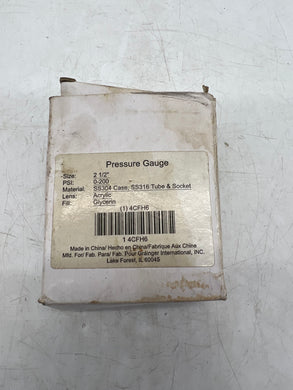 Pressure Gauge
Size: 2 1/2"
PSI: 0-200
Material: SS304 Case, SS316 Tube & Socket
Lens: Acrylic
Fill: Glycerin
(1) 4CFH6
1 4CFH6
Made in China/ Hecho en China/Fabrique Aux China
Mfd. For/ Fab. Para/ Fab. Pour Grainger International, INC.
Lake Forest, IL 60045